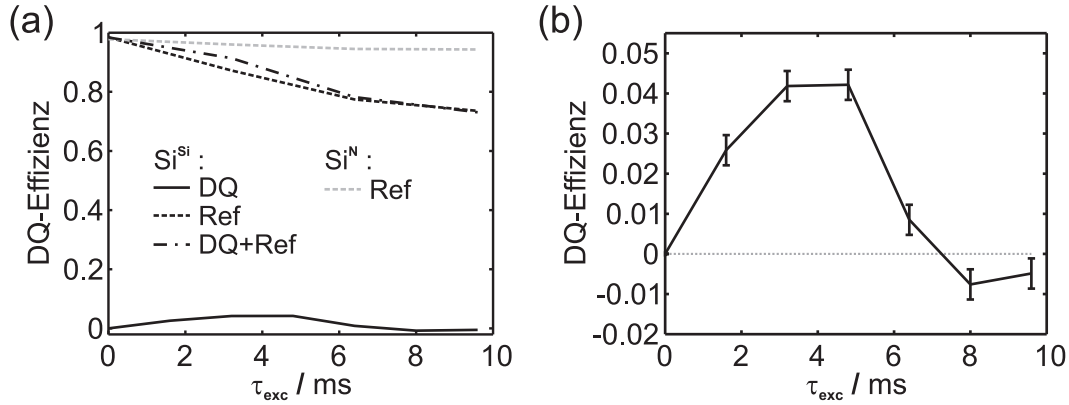 (a)
DQ-Effizienz
1
0.8
0.6
0.4
0.2
0
Si^Si :
DQ
Ref
DQ+Ref
Si^N :
Ref
0 2 4 6 8 10
τexc / ms
(b)
DQ-Effizienz
0.05
0.04
0.03
0.02
0.01
0
-0.01
-0.02
0 2 4 6 8 10
τexc / ms